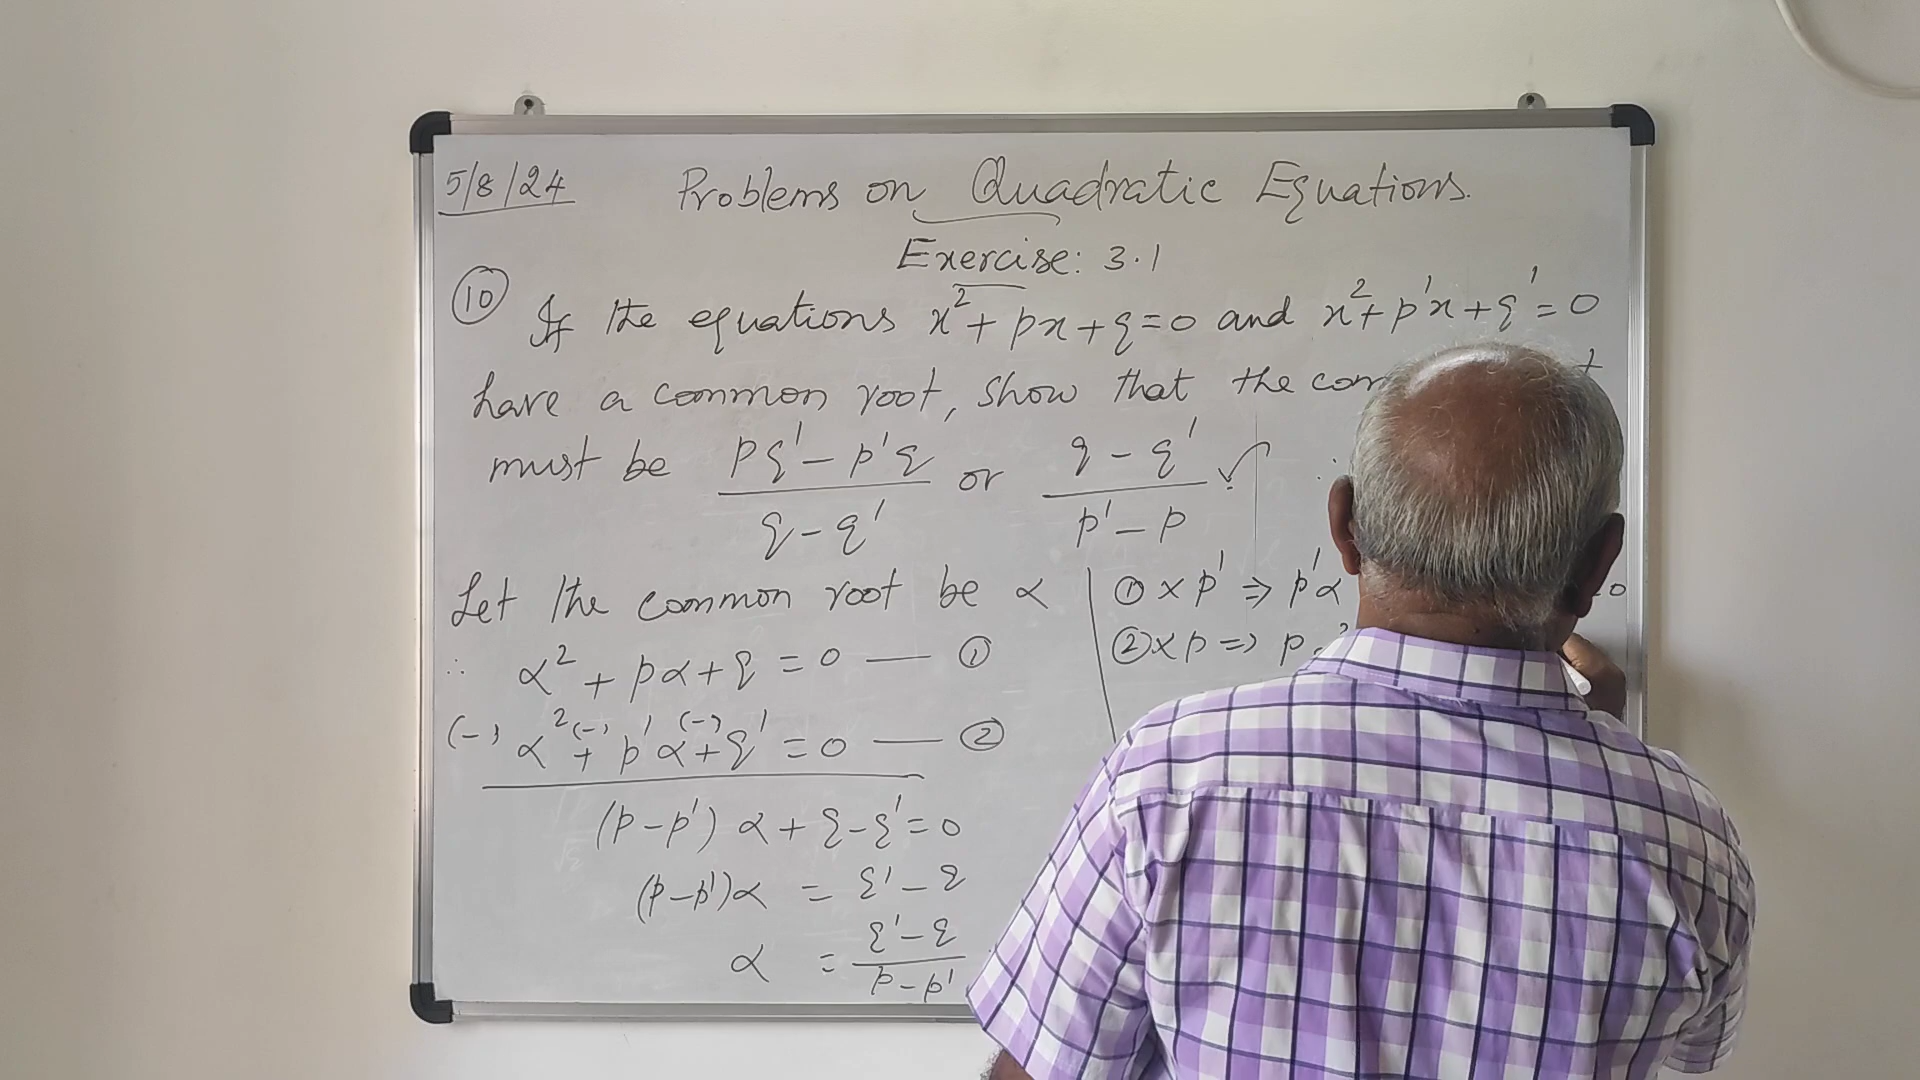 5/8/24 Problems on Quadratic Equations.
Exercise: 3.1
⑩ If the equations x² + px + q = 0 and x² + p'x + q' = 0
have a common root, show that the
must be (pq' - p'q)/(q - q') or (q - q')/(p' - p) ✓
Let the common root be α
∴ α² + pα + q = 0 — ①
(-) α² (-)+ p'α (-)+ q' = 0 — ②
(p-p')α + q-q' = 0
(p-p')α = q' - q
α = (q' - q)/(p - p')
① × p' ⇒ p'α
② × p ⇒ p